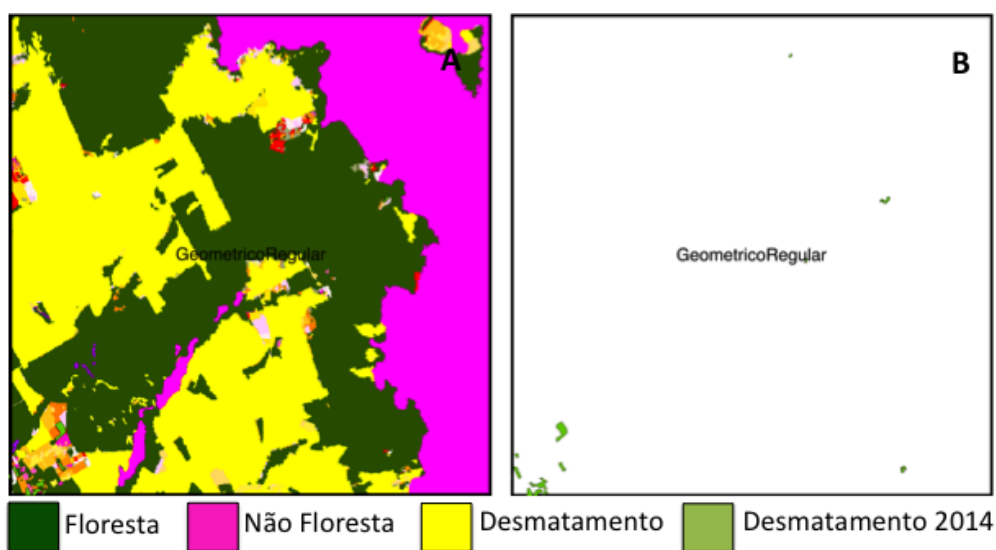 A
B
GeometricoRegular
GeometricoRegular
Floresta
Não Floresta
Desmatamento
Desmatamento 2014